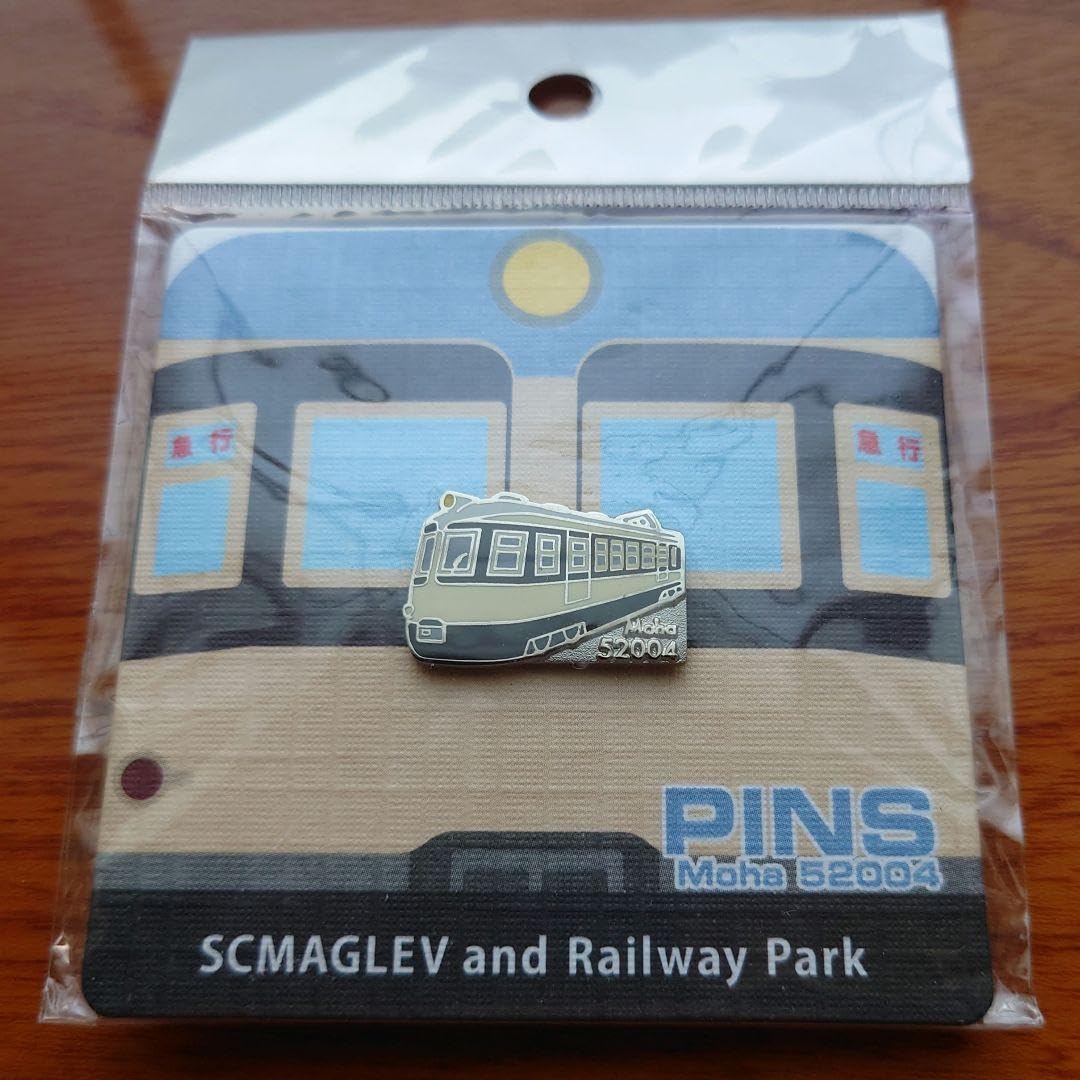 急行
急行
Moha
52004
PINS
Moha 52004
SCMAGLEV and Railway Park